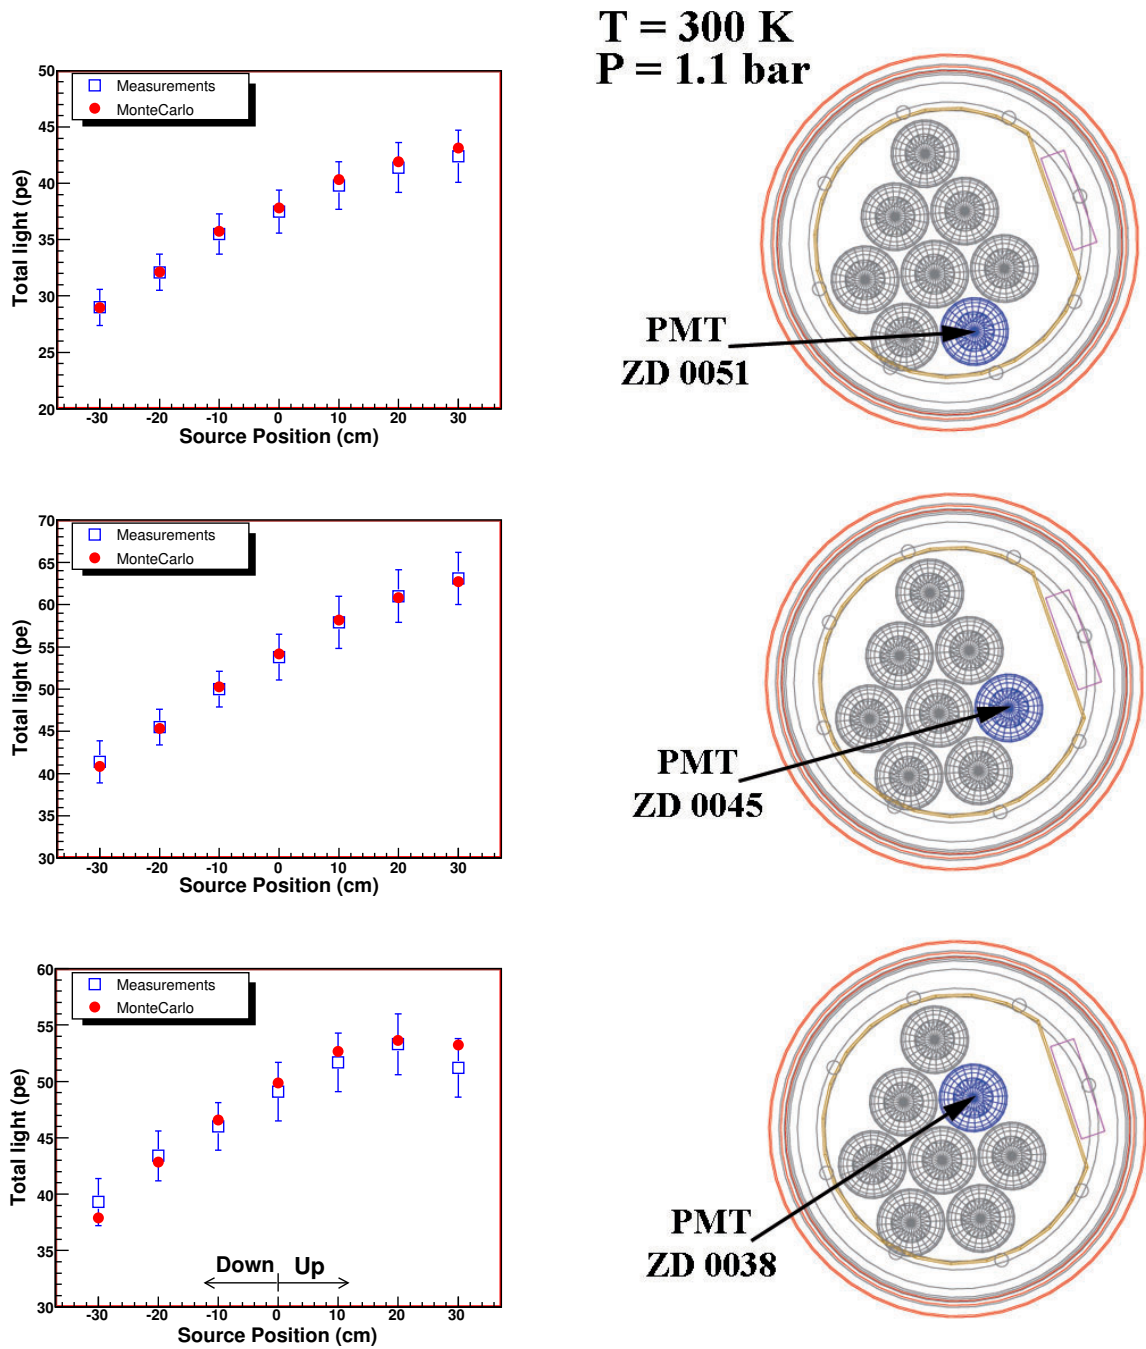 T = 300 K
P = 1.1 bar
50
45
40
35
30
25
20
Total light (pe)
Measurements
MonteCarlo
-30 -20 -10 0 10 20 30
Source Position (cm)
PMT
ZD 0051
70
65
60
55
50
45
40
35
30
Total light (pe)
Measurements
MonteCarlo
-30 -20 -10 0 10 20 30
Source Position (cm)
PMT
ZD 0045
60
55
50
45
40
35
30
Total light (pe)
Measurements
MonteCarlo
Down Up
-30 -20 -10 0 10 20 30
Source Position (cm)
PMT
ZD 0038